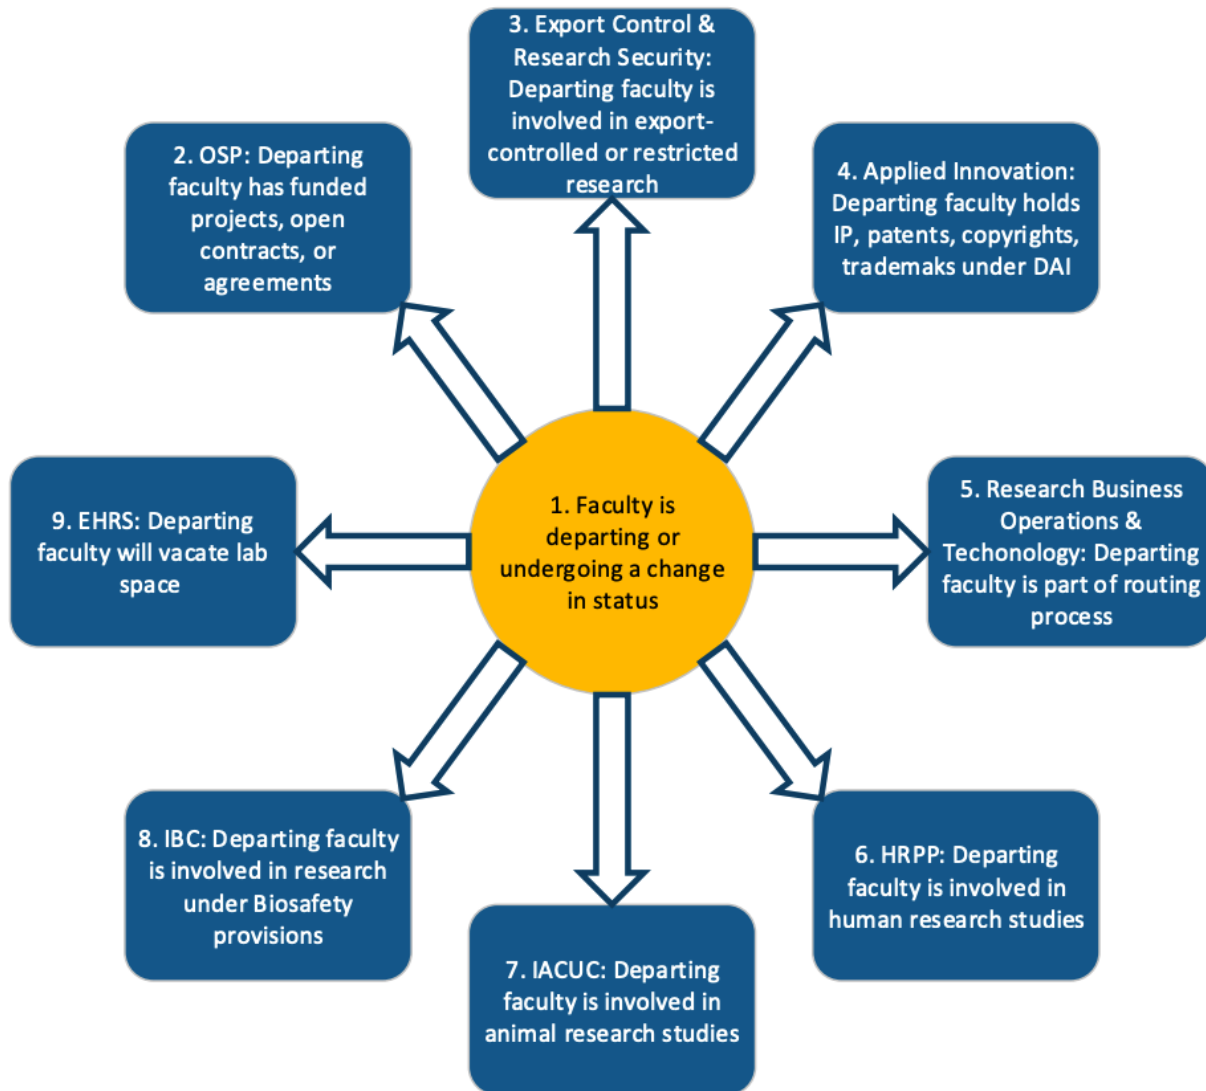 1. Faculty is
departing or
undergoing a change
in status
2. OSP: Departing
faculty has funded
projects, open
contracts, or
agreements
3. Export Control &
Research Security:
Departing faculty is
involved in export-
controlled or restricted
research
4. Applied Innovation:
Departing faculty holds
IP, patents, copyrights,
trademaks under DAI
5. Research Business
Operations &
Techonology: Departing
faculty is part of routing
process
6. HRPP: Departing
faculty is involved in
human research studies
7. IACUC: Departing
faculty is involved in
animal research studies
8. IBC: Departing faculty
is involved in research
under Biosafety
provisions
9. EHRS: Departing
faculty will vacate lab
space